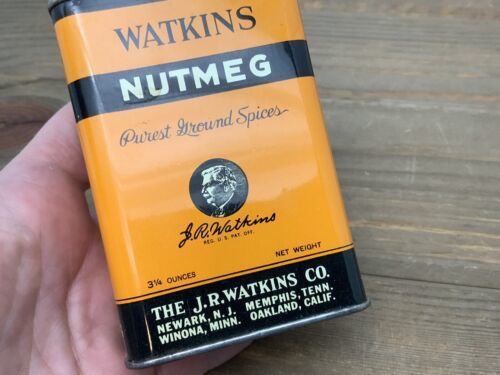 WATKINS
NUTMEG
Purest Ground Spices
J.R. Watkins
REG. U.S. PAT. OFF.
3¼ OUNCES NET WEIGHT
THE J.R.WATKINS CO.
NEWARK, N.J. MEMPHIS, TENN.
WINONA, MINN. OAKLAND, CALIF.